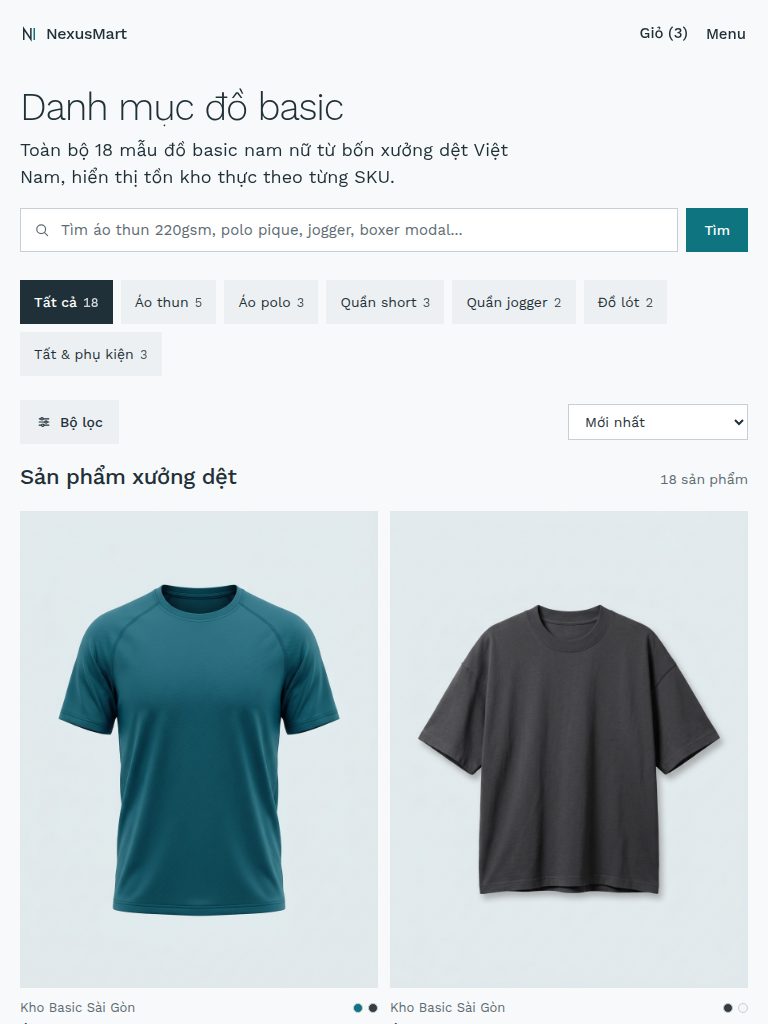 NexusMart
Giỏ (3)
Menu
Danh mục đồ basic
Toàn bộ 18 mẫu đồ basic nam nữ từ bốn xưởng dệt Việt
Nam, hiển thị tồn kho thực theo từng SKU.
Tìm áo thun 220gsm, polo pique, jogger, boxer modal...
Tìm
Tất cả 18
Áo thun 5
Áo polo 3
Quần short 3
Quần jogger 2
Đồ lót 2
Tất & phụ kiện 3
Bộ lọc
Mới nhất
Sản phẩm xưởng dệt
18 sản phẩm
Kho Basic Sài Gòn
Kho Basic Sài Gòn